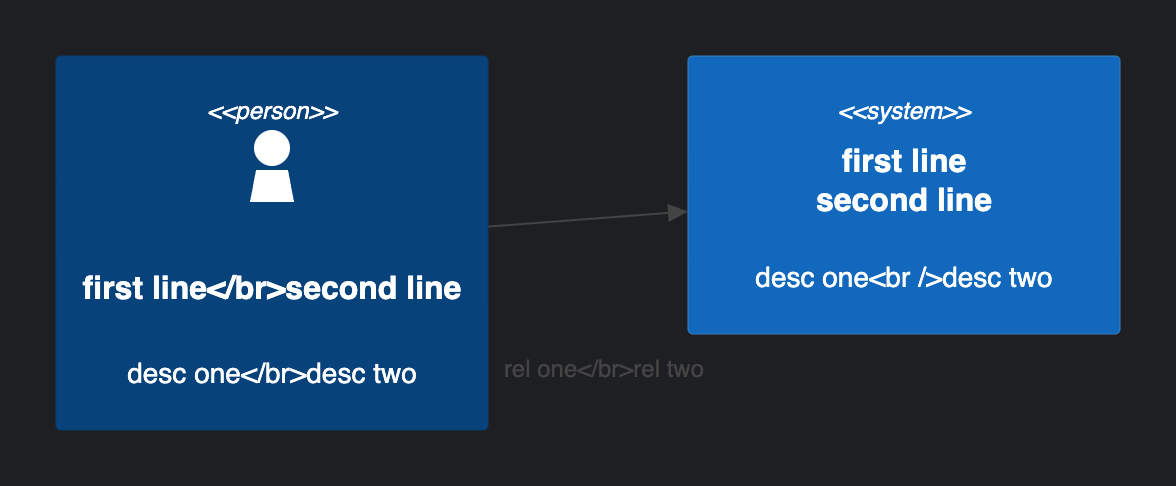 <<person>>
first line</br>second line
desc one</br>desc two
rel one</br>rel two
<<system>>
first line
second line
desc one<br />desc two